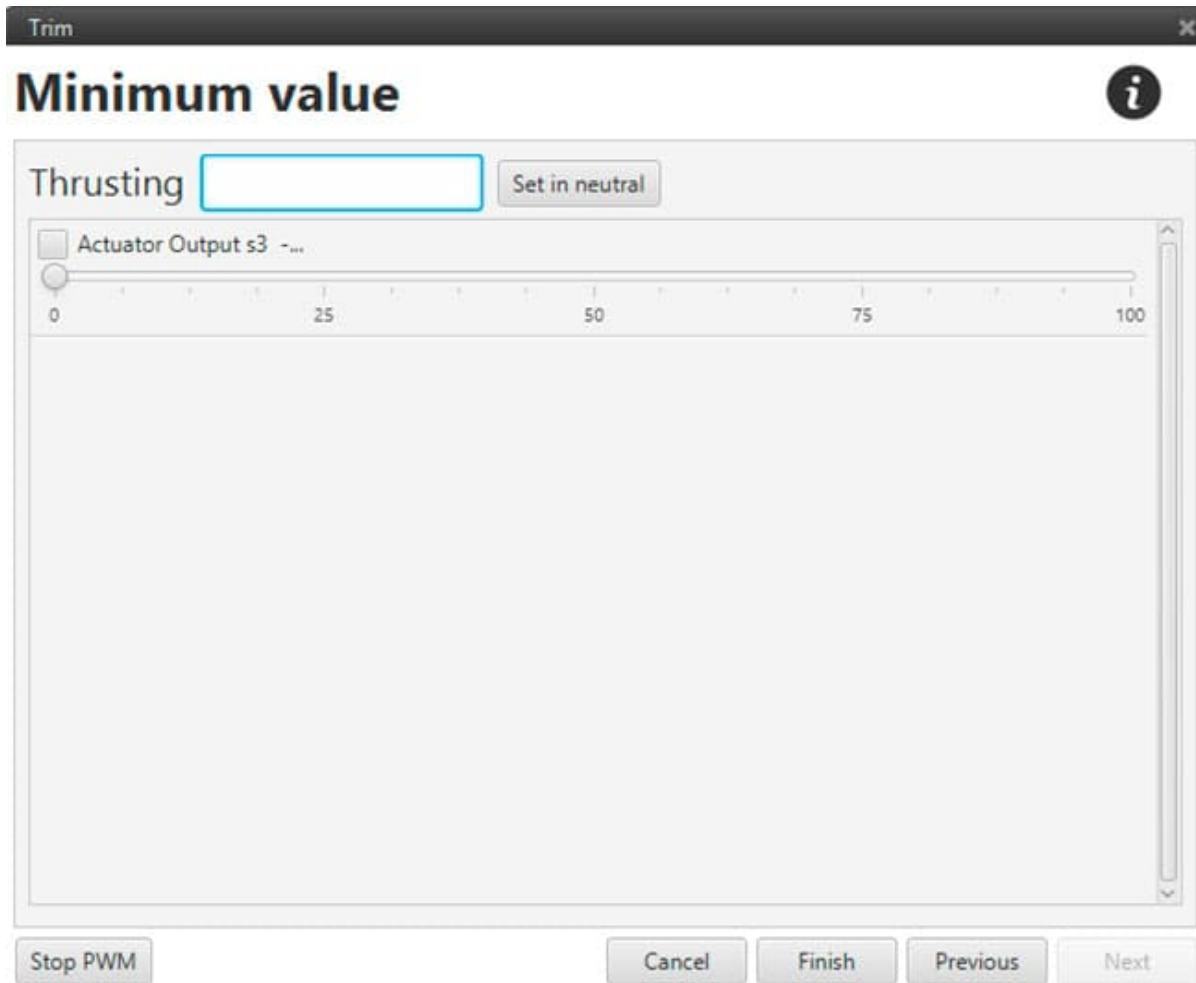 Trim
Minimum value
Thrusting Set in neutral
Actuator Output s3 -...
0 25 50 75 100
Stop PWM Cancel Finish Previous Next